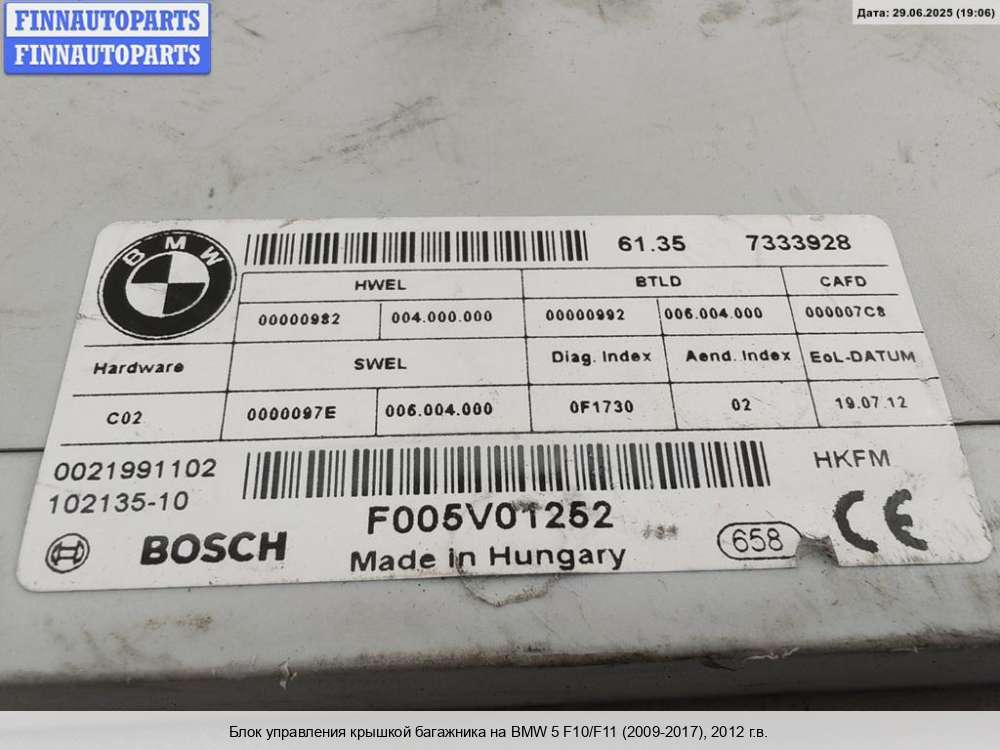 FINNAUTOPARTS
FINNAUTOPARTS
Дата: 29.06.2025 (19:06)
BMW
61.35 7333928
HWEL BTLD CAFD
00000982 004.000.000 00000992 006.004.000 000007C8
Hardware SWEL Diag. Index Aend. Index EoL-DATUM
C02 0000097E 006.004.000 0F1730 02 19.07.12
0021991102 HKFM
102135-10
F005V01252
BOSCH Made in Hungary 658 CE
Блок управления крышкой багажника на BMW 5 F10/F11 (2009-2017), 2012 г.в.